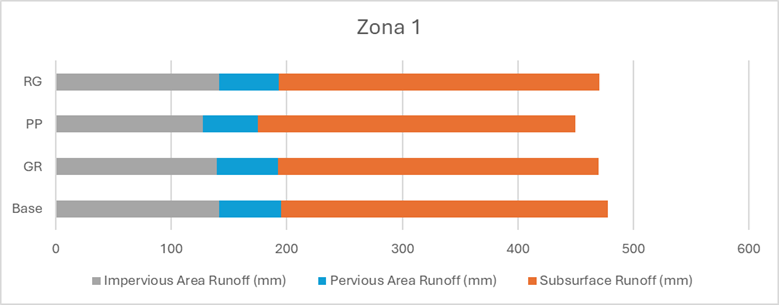 Zona 1
RG
PP
GR
Base
0 100 200 300 400 500 600
Impervious Area Runoff (mm) Pervious Area Runoff (mm) Subsurface Runoff (mm)